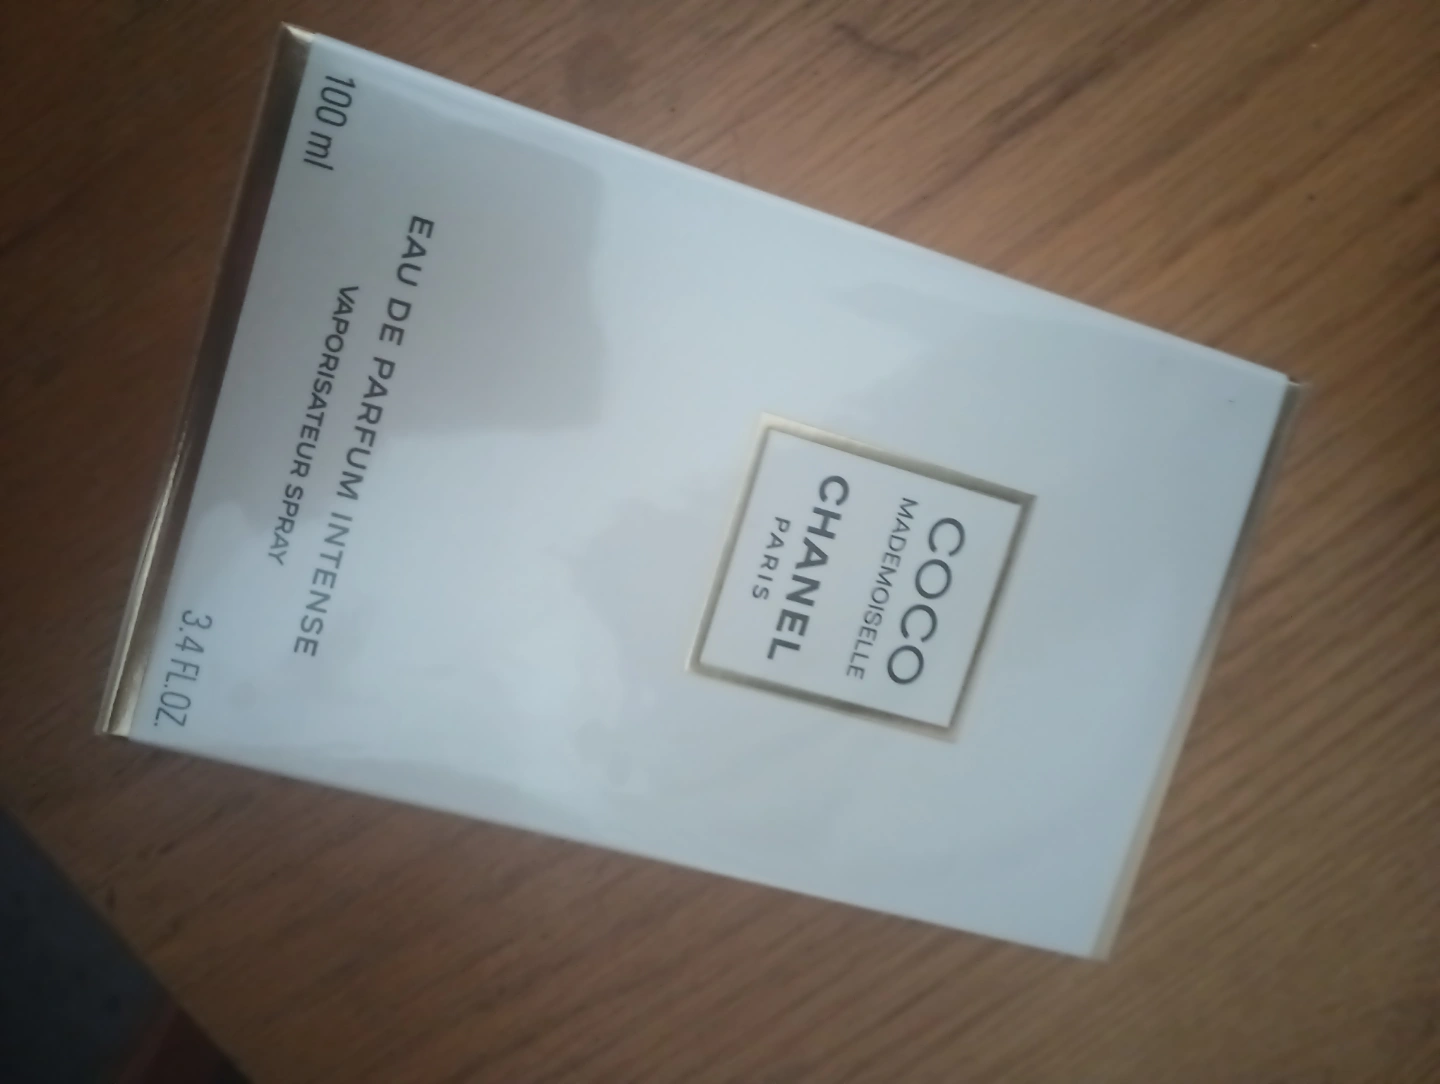 COCO
MADEMOISELLE
CHANEL
PARIS
EAU DE PARFUM INTENSE
VAPORISATEUR SPRAY
100 ml
3.4 FL.OZ.